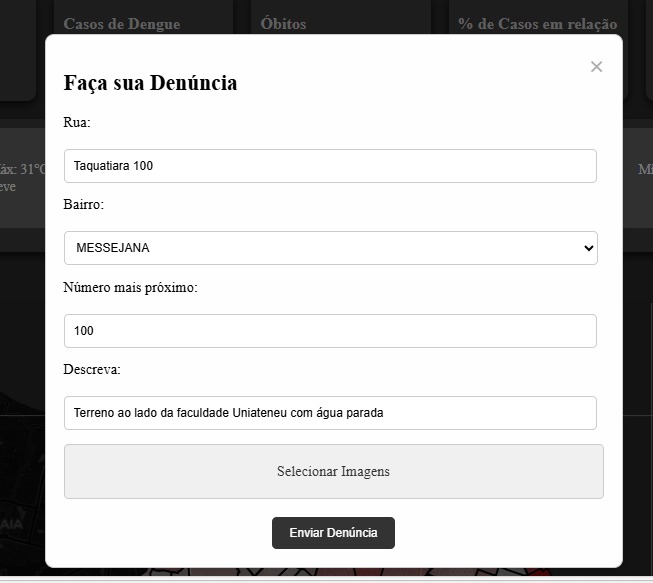 Casos de Dengue
Óbitos
% de Casos em relação
×
Faça sua Denúncia
Rua:
áx: 31°C
eve
Taquatiara 100
Bairro:
MESSEJANA
Número mais próximo:
100
Descreva:
Terreno ao lado da faculdade Uniateneu com água parada
Selecionar Imagens
AIA
Enviar Denúncia